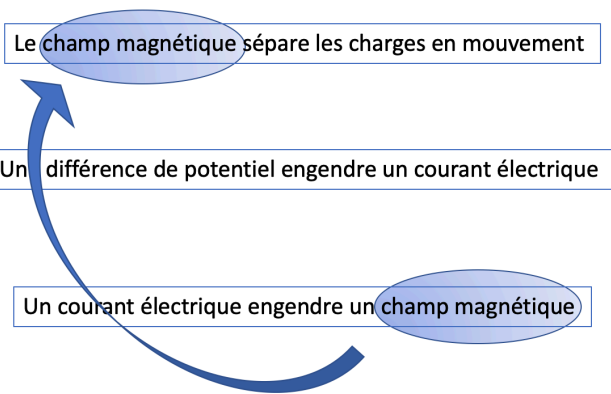 Le champ magnétique sépare les charges en mouvement
Une différence de potentiel engendre un courant électrique
Un courant électrique engendre un champ magnétique